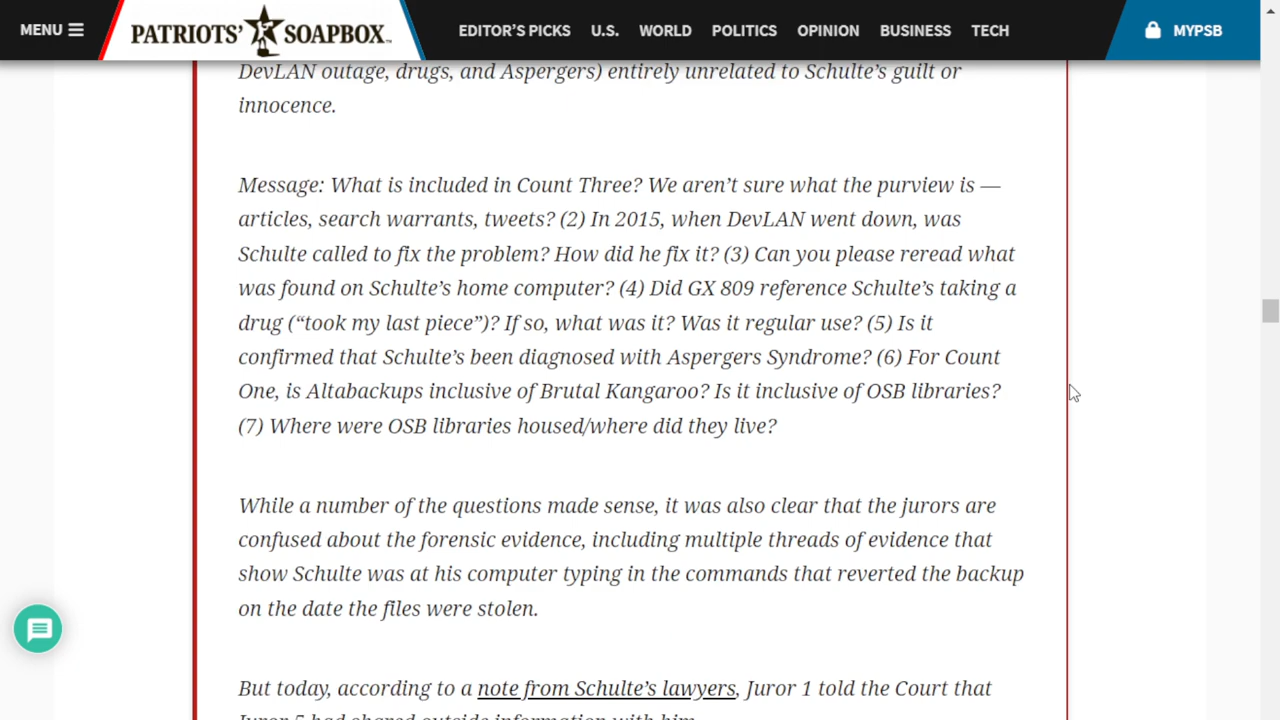 MENU
PATRIOTS' SOAPBOX
EDITOR'S PICKS U.S. WORLD POLITICS OPINION BUSINESS TECH
MYPSB
DevLAN outage, drugs, and Aspergers) entirely unrelated to Schulte's guilt or
innocence.
Message: What is included in Count Three? We aren't sure what the purview is —
articles, search warrants, tweets? (2) In 2015, when DevLAN went down, was
Schulte called to fix the problem? How did he fix it? (3) Can you please reread what
was found on Schulte's home computer? (4) Did GX 809 reference Schulte's taking a
drug (“took my last piece”)? If so, what was it? Was it regular use? (5) Is it
confirmed that Schulte's been diagnosed with Aspergers Syndrome? (6) For Count
One, is Altabackups inclusive of Brutal Kangaroo? Is it inclusive of OSB libraries?
(7) Where were OSB libraries housed/where did they live?
While a number of the questions made sense, it was also clear that the jurors are
confused about the forensic evidence, including multiple threads of evidence that
show Schulte was at his computer typing in the commands that reverted the backup
on the date the files were stolen.
But today, according to a note from Schulte's lawyers, Juror 1 told the Court that
Juror 5 had shared outside information with him.